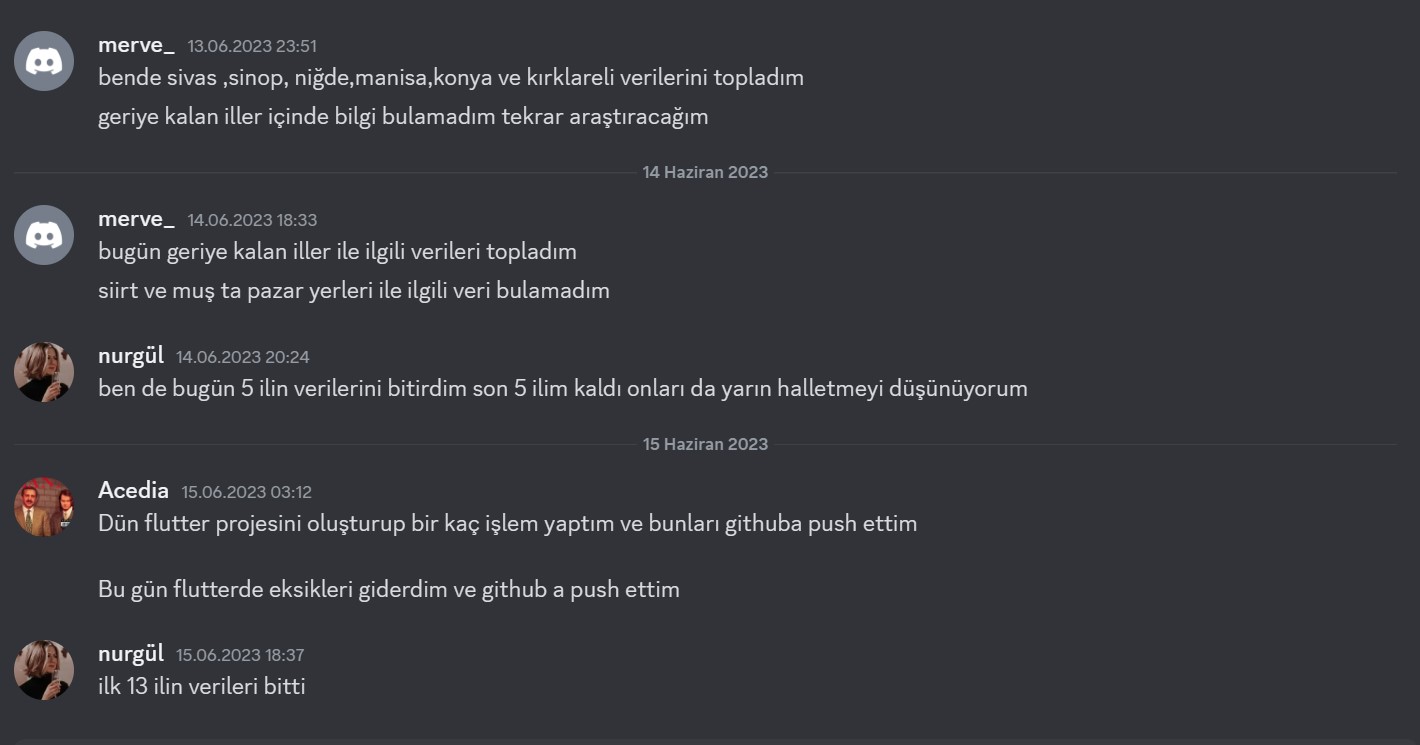 merve_ 13.06.2023 23:51
bende sivas ,sinop, niğde,manisa,konya ve kırklareli verilerini topladım
geriye kalan iller içinde bilgi bulamadım tekrar araştıracağım
14 Haziran 2023
merve_ 14.06.2023 18:33
bugün geriye kalan iller ile ilgili verileri topladım
siirt ve muş ta pazar yerleri ile ilgili veri bulamadım
nurgül 14.06.2023 20:24
ben de bugün 5 ilin verilerini bitirdim son 5 ilim kaldı onları da yarın halletmeyi düşünüyorum
15 Haziran 2023
Acedia 15.06.2023 03:12
Dün flutter projesini oluşturup bir kaç işlem yaptım ve bunları githuba push ettim
Bu gün flutterde eksikleri giderdim ve github a push ettim
nurgül 15.06.2023 18:37
ilk 13 ilin verileri bitti